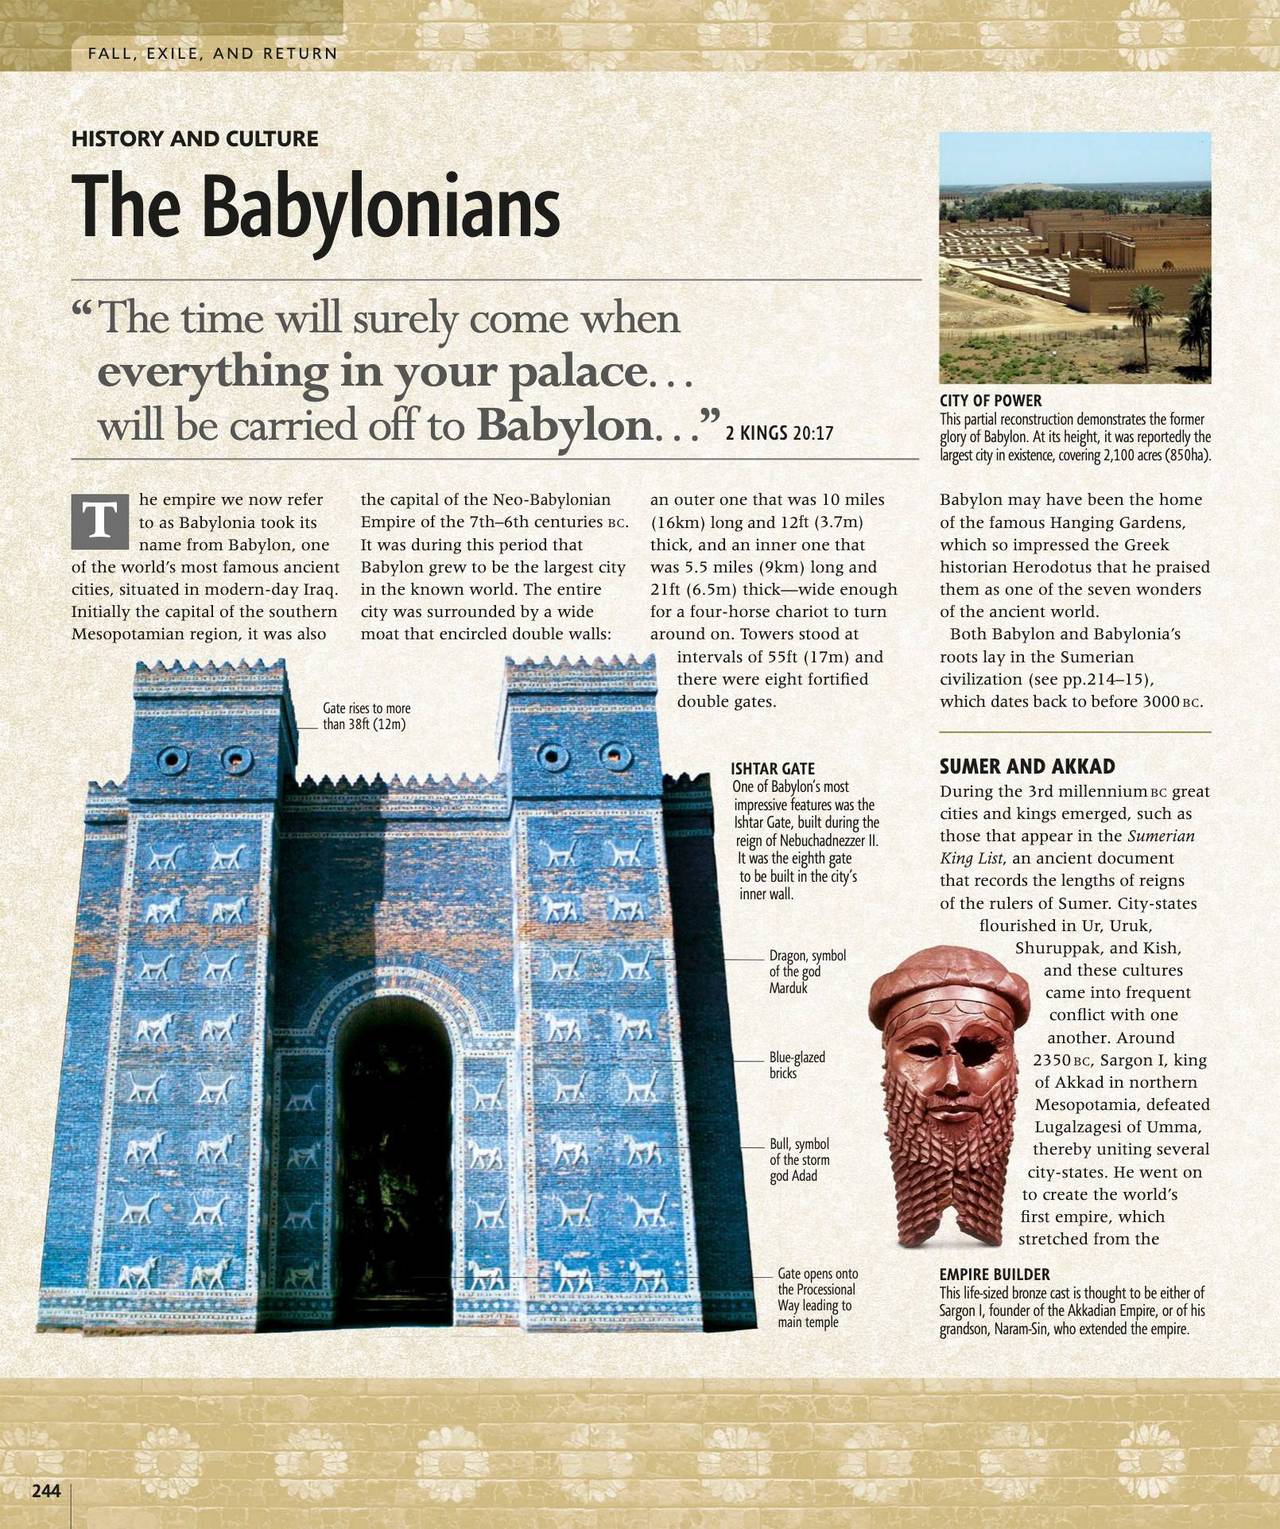 FALL, EXILE, AND RETURN
HISTORY AND CULTURE
The Babylonians
“The time will surely come when
everything in your palace…
will be carried off to Babylon…” 2 KINGS 20:17
CITY OF POWER
This partial reconstruction demonstrates the former
glory of Babylon. At its height, it was reportedly the
largest city in existence, covering 2,100 acres (850ha).
The empire we now refer
to as Babylonia took its
name from Babylon, one
of the world’s most famous ancient
cities, situated in modern-day Iraq.
Initially the capital of the southern
Mesopotamian region, it was also
the capital of the Neo-Babylonian
Empire of the 7th–6th centuries BC.
It was during this period that
Babylon grew to be the largest city
in the known world. The entire
city was surrounded by a wide
moat that encircled double walls:
an outer one that was 10 miles
(16km) long and 12ft (3.7m)
thick, and an inner one that
was 5.5 miles (9km) long and
21ft (6.5m) thick—wide enough
for a four-horse chariot to turn
around on. Towers stood at
intervals of 55ft (17m) and
there were eight fortified
double gates.
Babylon may have been the home
of the famous Hanging Gardens,
which so impressed the Greek
historian Herodotus that he praised
them as one of the seven wonders
of the ancient world.
Both Babylon and Babylonia’s
roots lay in the Sumerian
civilization (see pp.214–15),
which dates back to before 3000 BC.
Gate rises to more
than 38ft (12m)
ISHTAR GATE
One of Babylon’s most
impressive features was the
Ishtar Gate, built during the
reign of Nebuchadnezzer II.
It was the eighth gate
to be built in the city’s
inner wall.
Dragon, symbol
of the god
Marduk
Blue-glazed
bricks
Bull, symbol
of the storm
god Adad
Gate opens onto
the Processional
Way leading to
main temple
SUMER AND AKKAD
During the 3rd millennium BC great
cities and kings emerged, such as
those that appear in the Sumerian
King List, an ancient document
that records the lengths of reigns
of the rulers of Sumer. City-states
flourished in Ur, Uruk,
Shuruppak, and Kish,
and these cultures
came into frequent
conflict with one
another. Around
2350 BC, Sargon I, king
of Akkad in northern
Mesopotamia, defeated
Lugalzagesi of Umma,
thereby uniting several
city-states. He went on
to create the world’s
first empire, which
stretched from the
EMPIRE BUILDER
This life-sized bronze cast is thought to be either of
Sargon I, founder of the Akkadian Empire, or of his
grandson, Naram-Sin, who extended the empire.
244